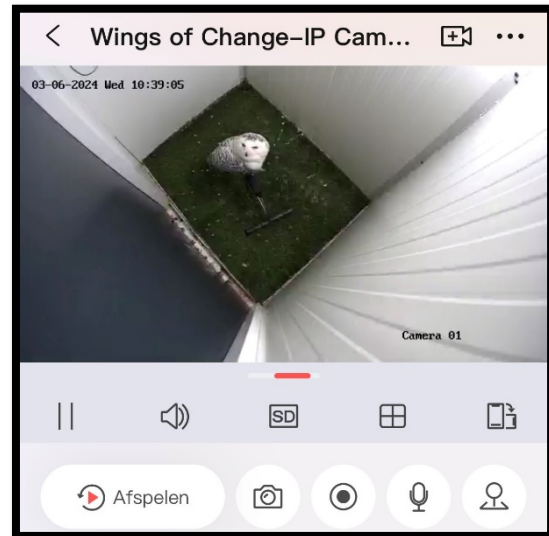 Wings of Change–IP Cam...
03-06-2024 Wed 10:39:05
Camera 01
SD
Afspelen